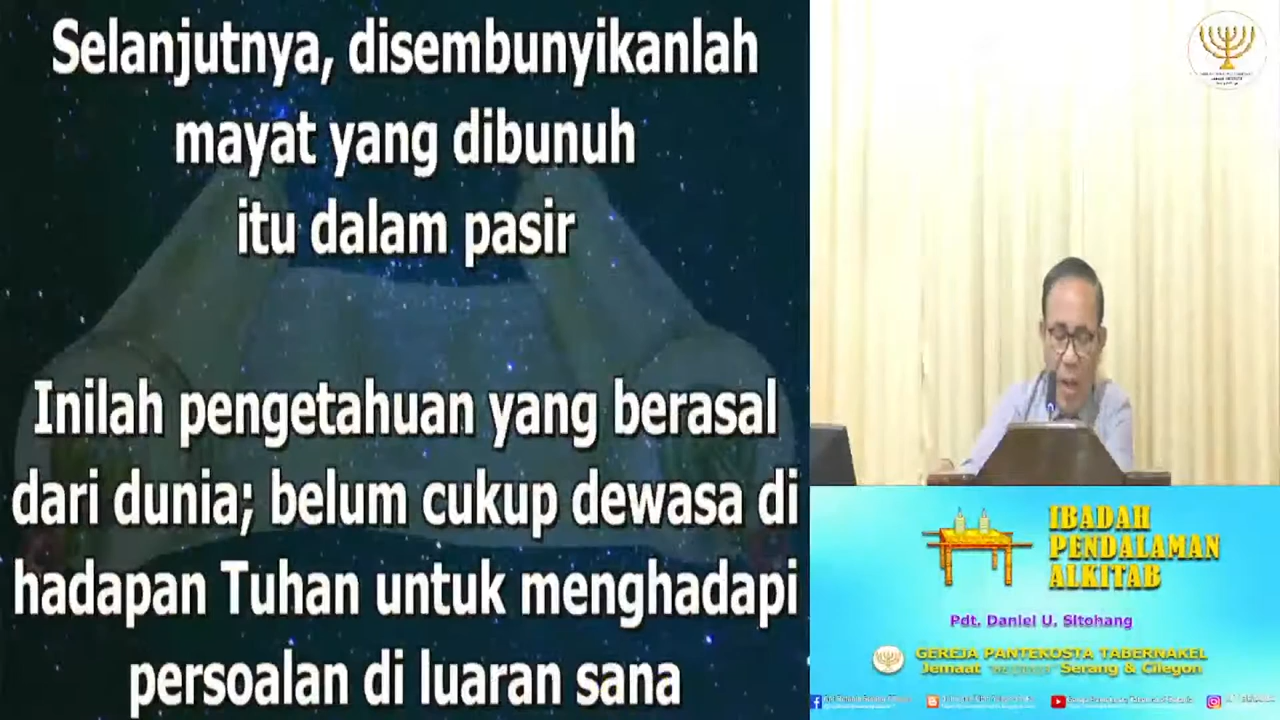 Selanjutnya, disembunyikanlah
mayat yang dibunuh
itu dalam pasir
Inilah pengetahuan yang berasal
dari dunia; belum cukup dewasa di
hadapan Tuhan untuk menghadapi
persoalan di luaran sana
IBADAH
PENDALAMAN
ALKITAB
Pdt. Daniel U. Sitohang
GEREJA PANTEKOSTA TABERNAKEL
Jemaat Serang & Cilegon